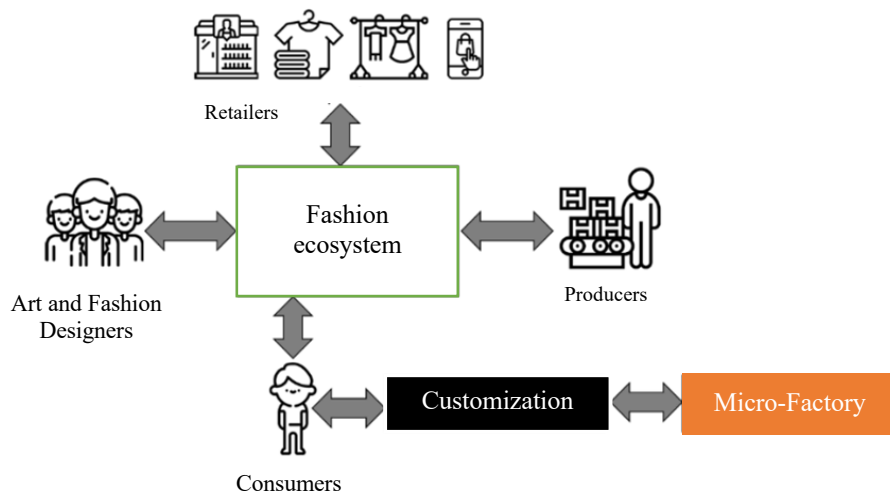 Retailers
Fashion
ecosystem
Art and Fashion
Designers
Producers
Customization
Micro-Factory
Consumers